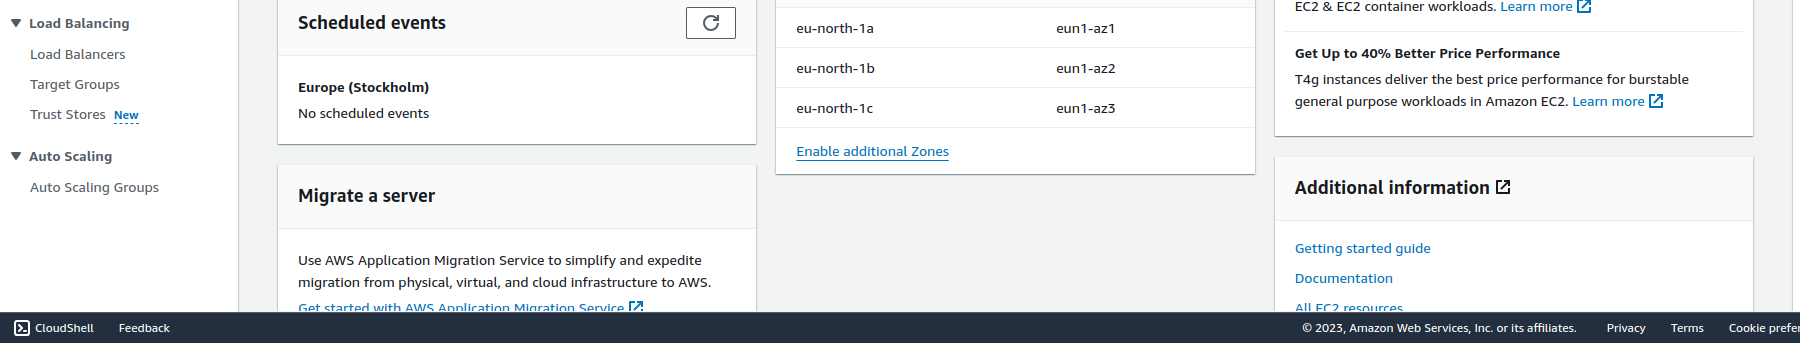 Load Balancing
Load Balancers
Target Groups
Trust Stores New
Auto Scaling
Auto Scaling Groups
Scheduled events
Europe (Stockholm)
No scheduled events
Migrate a server
Use AWS Application Migration Service to simplify and expedite
migration from physical, virtual, and cloud infrastructure to AWS.
Get started with AWS Application Migration Service
eu-north-1a eun1-az1
eu-north-1b eun1-az2
eu-north-1c eun1-az3
Enable additional Zones
EC2 & EC2 container workloads. Learn more
Get Up to 40% Better Price Performance
T4g instances deliver the best price performance for burstable
general purpose workloads in Amazon EC2. Learn more
Additional information
Getting started guide
Documentation
All EC2 resources
CloudShell Feedback © 2023, Amazon Web Services, Inc. or its affiliates. Privacy Terms Cookie prefer